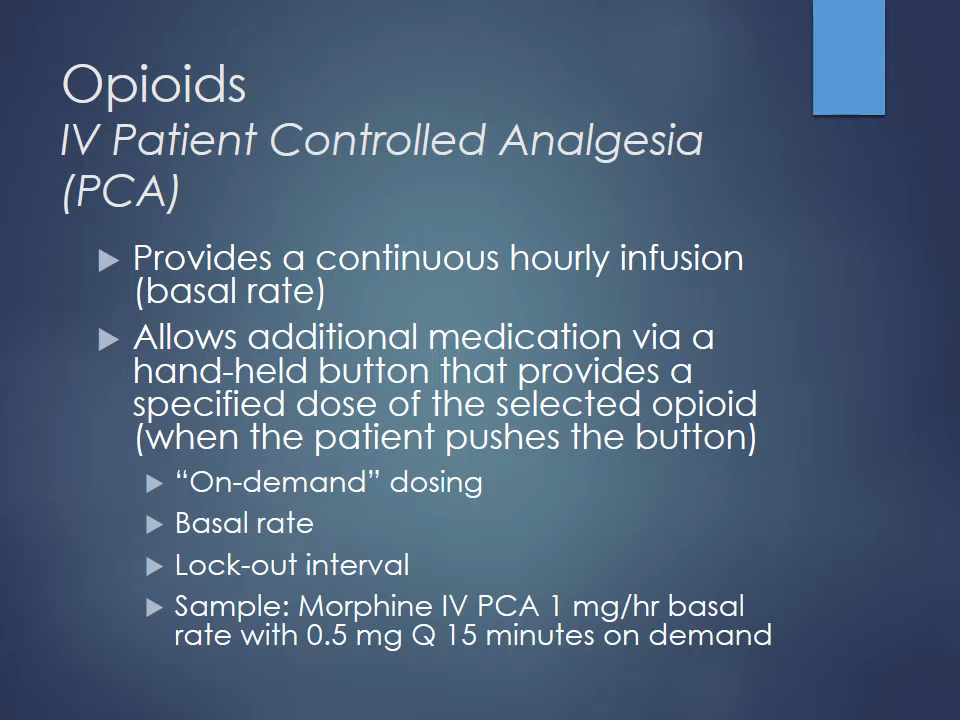 Opioids
IV Patient Controlled Analgesia
(PCA)
Provides a continuous hourly infusion
(basal rate)
Allows additional medication via a
hand-held button that provides a
specified dose of the selected opioid
(when the patient pushes the button)
“On-demand” dosing
Basal rate
Lock-out interval
Sample: Morphine IV PCA 1 mg/hr basal
rate with 0.5 mg Q 15 minutes on demand